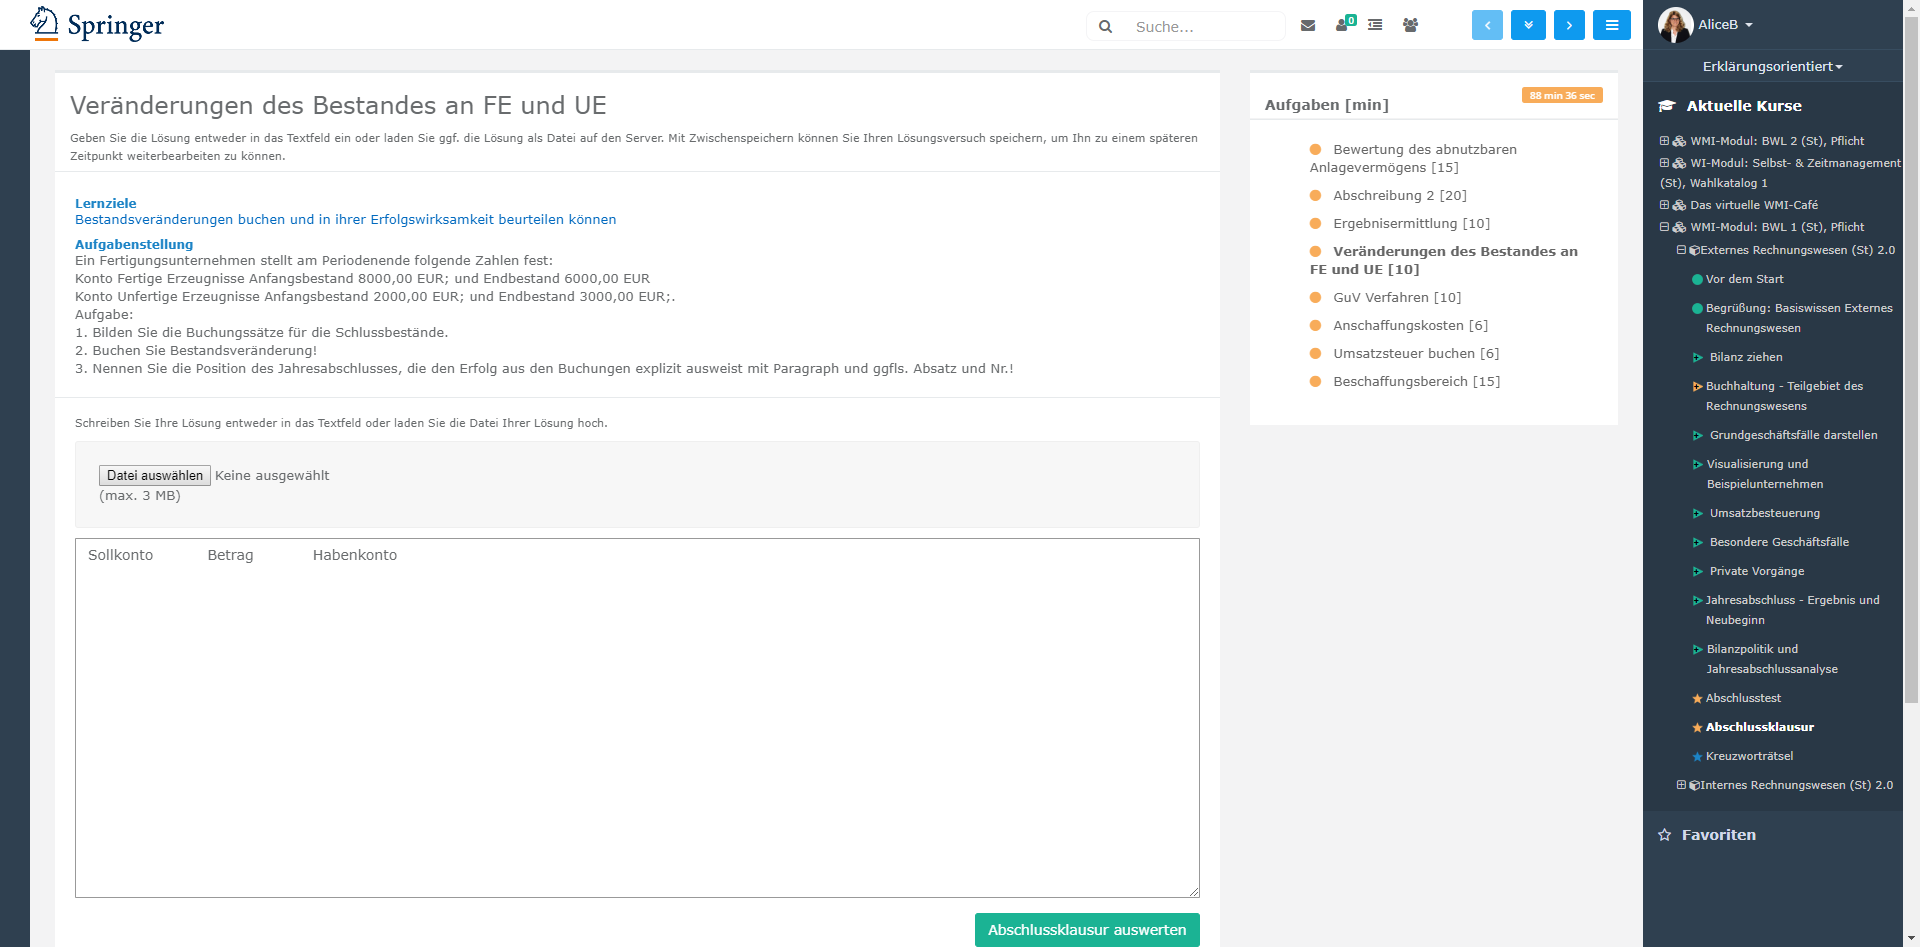 Springer
Suche...
0
AliceB
Erklärungsorientiert
Veränderungen des Bestandes an FE und UE
Geben Sie die Lösung entweder in das Textfeld ein oder laden Sie ggf. die Lösung als Datei auf den Server. Mit Zwischenspeichern können Sie Ihren Lösungsversuch speichern, um Ihn zu einem späteren
Zeitpunkt weiterbearbeiten zu können.
Lernziele
Bestandsveränderungen buchen und in ihrer Erfolgswirksamkeit beurteilen können
Aufgabenstellung
Ein Fertigungsunternehmen stellt am Periodenende folgende Zahlen fest:
Konto Fertige Erzeugnisse Anfangsbestand 8000,00 EUR; und Endbestand 6000,00 EUR
Konto Unfertige Erzeugnisse Anfangsbestand 2000,00 EUR; und Endbestand 3000,00 EUR;.
Aufgabe:
1. Bilden Sie die Buchungssätze für die Schlussbestände.
2. Buchen Sie Bestandsveränderung!
3. Nennen Sie die Position des Jahresabschlusses, die den Erfolg aus den Buchungen explizit ausweist mit Paragraph und ggfls. Absatz und Nr.!
Schreiben Sie Ihre Lösung entweder in das Textfeld oder laden Sie die Datei Ihrer Lösung hoch.
Datei auswählen Keine ausgewählt
(max. 3 MB)
Sollkonto Betrag Habenkonto
Abschlussklausur auswerten
Aufgaben [min]
88 min 36 sec
Bewertung des abnutzbaren
Anlagevermögens [15]
Abschreibung 2 [20]
Ergebnisermittlung [10]
Veränderungen des Bestandes an
FE und UE [10]
GuV Verfahren [10]
Anschaffungskosten [6]
Umsatzsteuer buchen [6]
Beschaffungsbereich [15]
Aktuelle Kurse
WMI-Modul: BWL 2 (St), Pflicht
WI-Modul: Selbst- & Zeitmanagement
(St), Wahlkatalog 1
Das virtuelle WMI-Café
WMI-Modul: BWL 1 (St), Pflicht
Externes Rechnungswesen (St) 2.0
Vor dem Start
Begrüßung: Basiswissen Externes
Rechnungswesen
Bilanz ziehen
Buchhaltung - Teilgebiet des
Rechnungswesens
Grundgeschäftsfälle darstellen
Visualisierung und
Beispielunternehmen
Umsatzbesteuerung
Besondere Geschäftsfälle
Private Vorgänge
Jahresabschluss - Ergebnis und
Neubeginn
Bilanzpolitik und
Jahresabschlussanalyse
Abschlusstest
Abschlussklausur
Kreuzworträtsel
Internes Rechnungswesen (St) 2.0
Favoriten